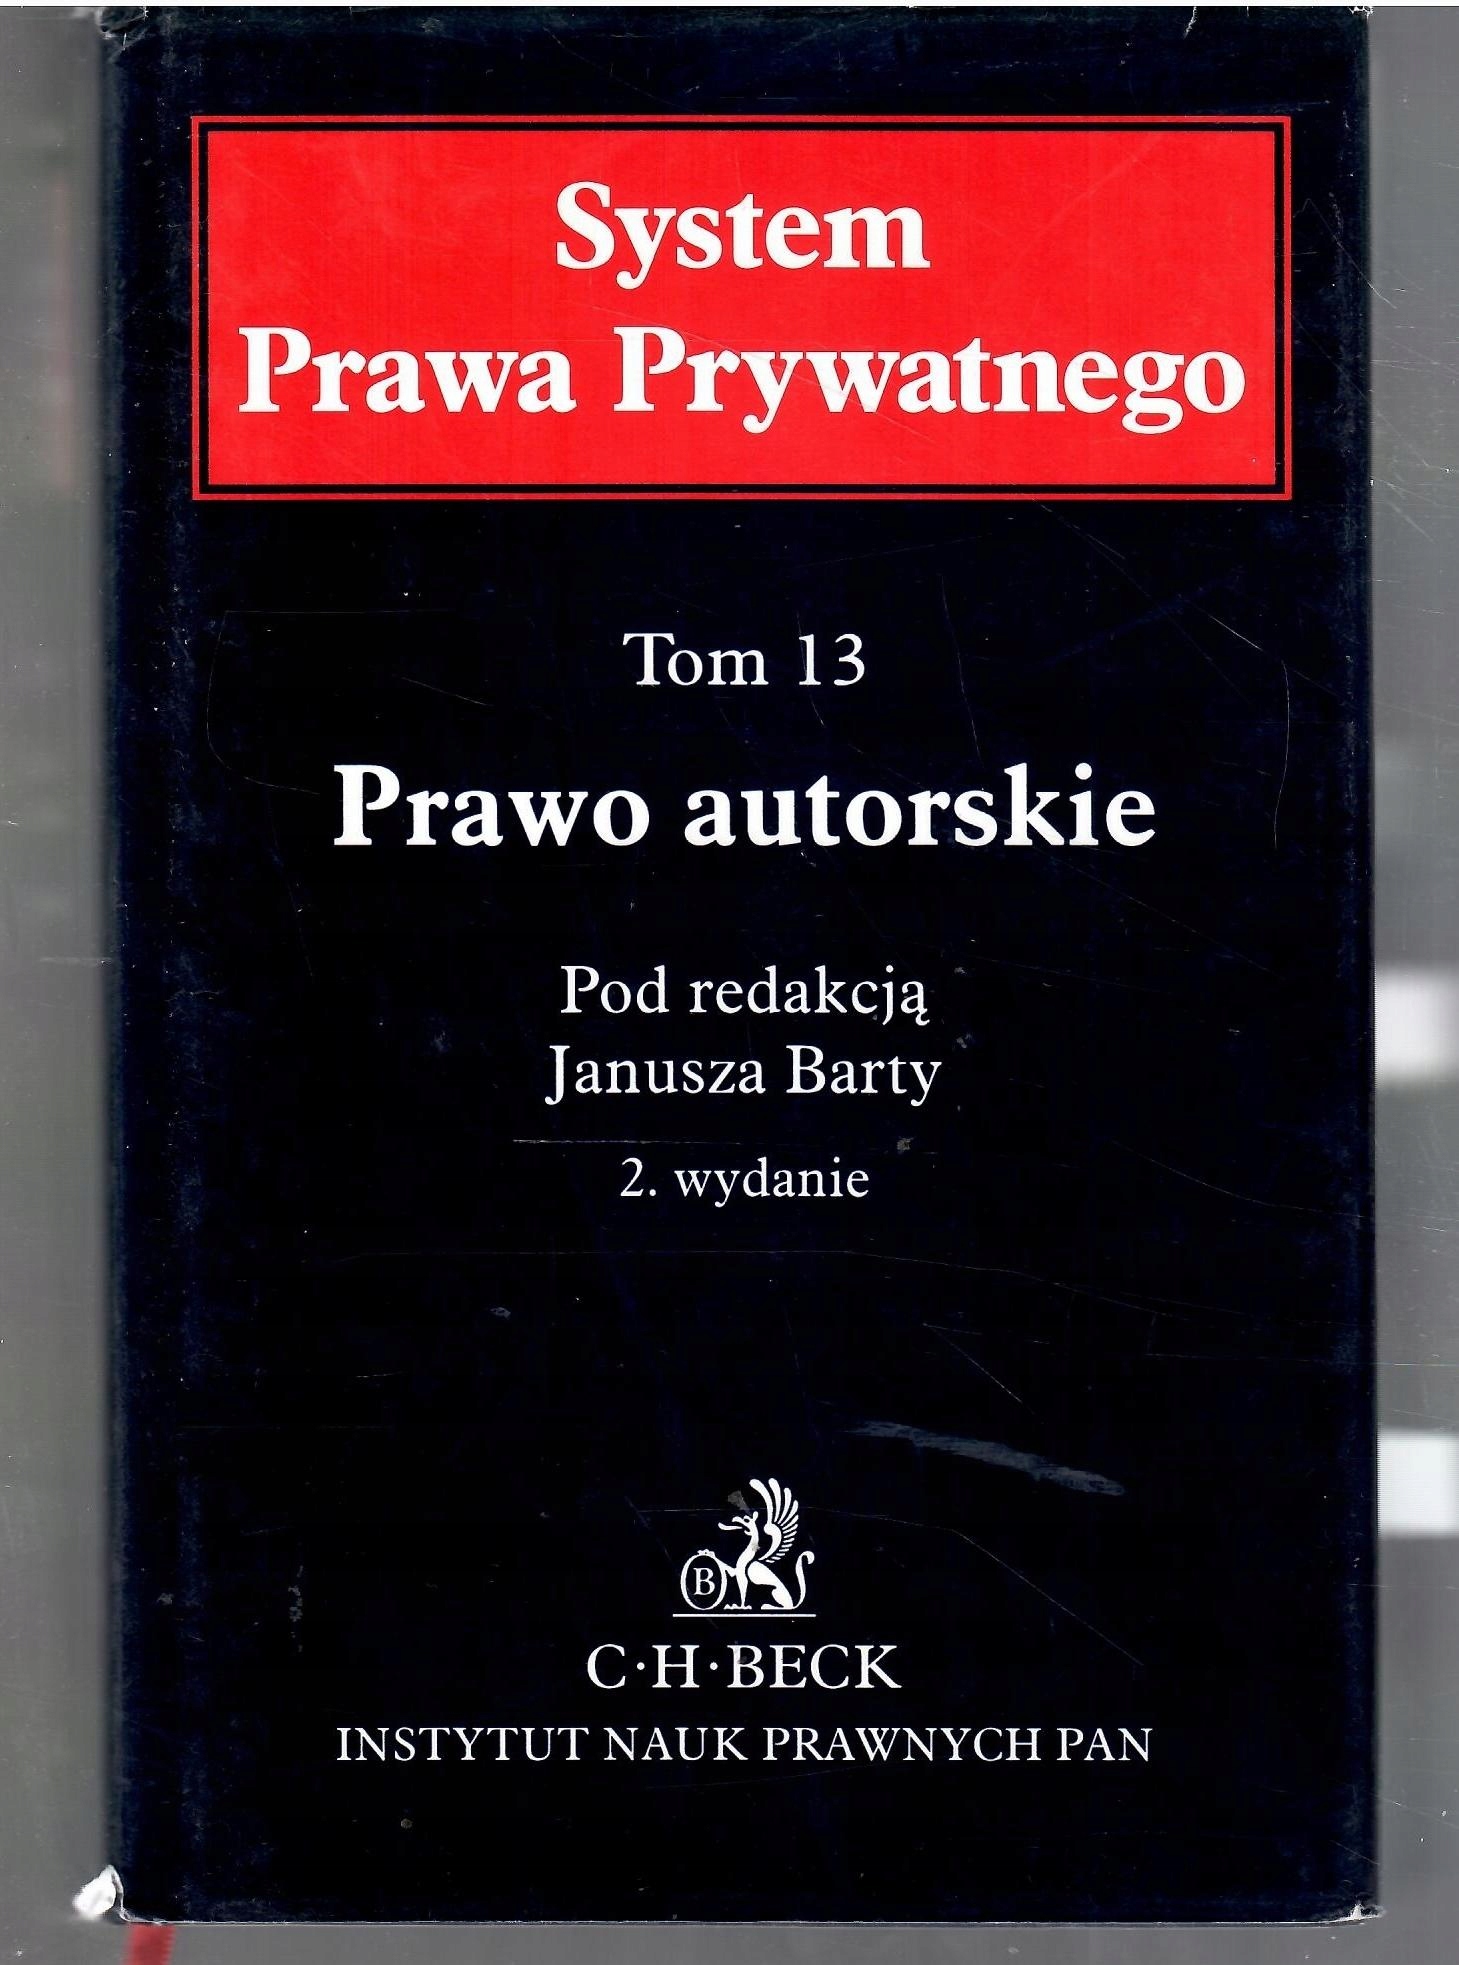 System
Prawa Prywatnego
Tom 13
Prawo autorskie
Pod redakcją
Janusza Barty
2. wydanie
B
C·H·BECK
INSTYTUT NAUK PRAWNYCH PAN